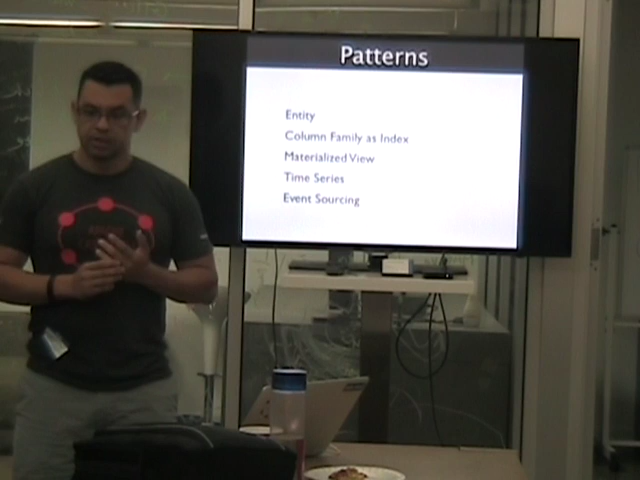 Patterns
Entity
Column Family as Index
Materialized View
Time Series
Event Sourcing